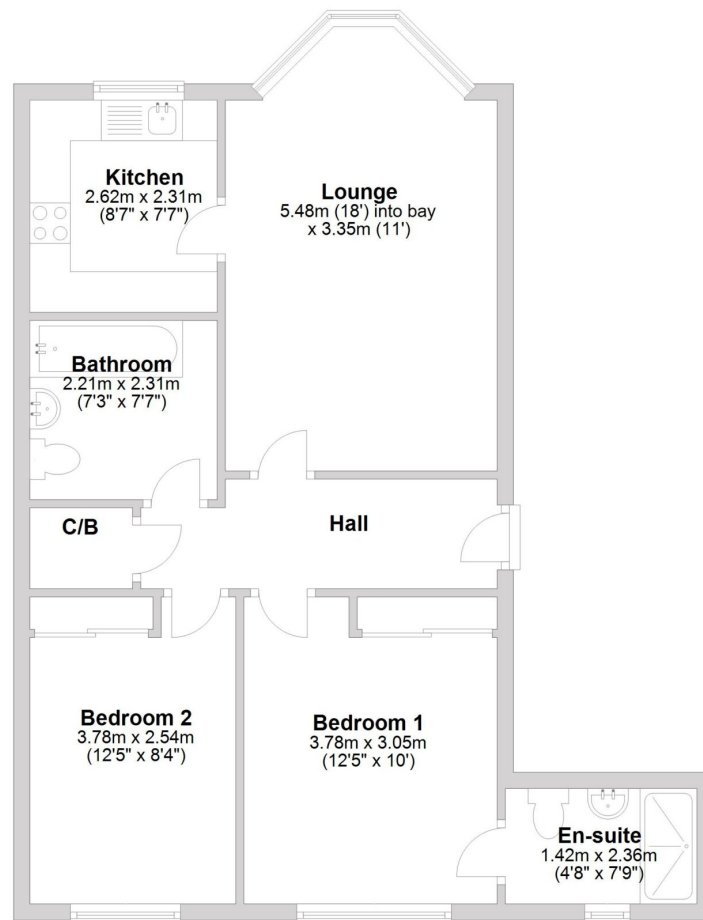 Kitchen
2.62m x 2.31m
(8'7" x 7'7")
Lounge
5.48m (18') into bay
x 3.35m (11')
Bathroom
2.21m x 2.31m
(7'3" x 7'7")
C/B
Hall
Bedroom 2
3.78m x 2.54m
(12'5" x 8'4")
Bedroom 1
3.78m x 3.05m
(12'5" x 10')
En-suite
1.42m x 2.36m
(4'8" x 7'9")